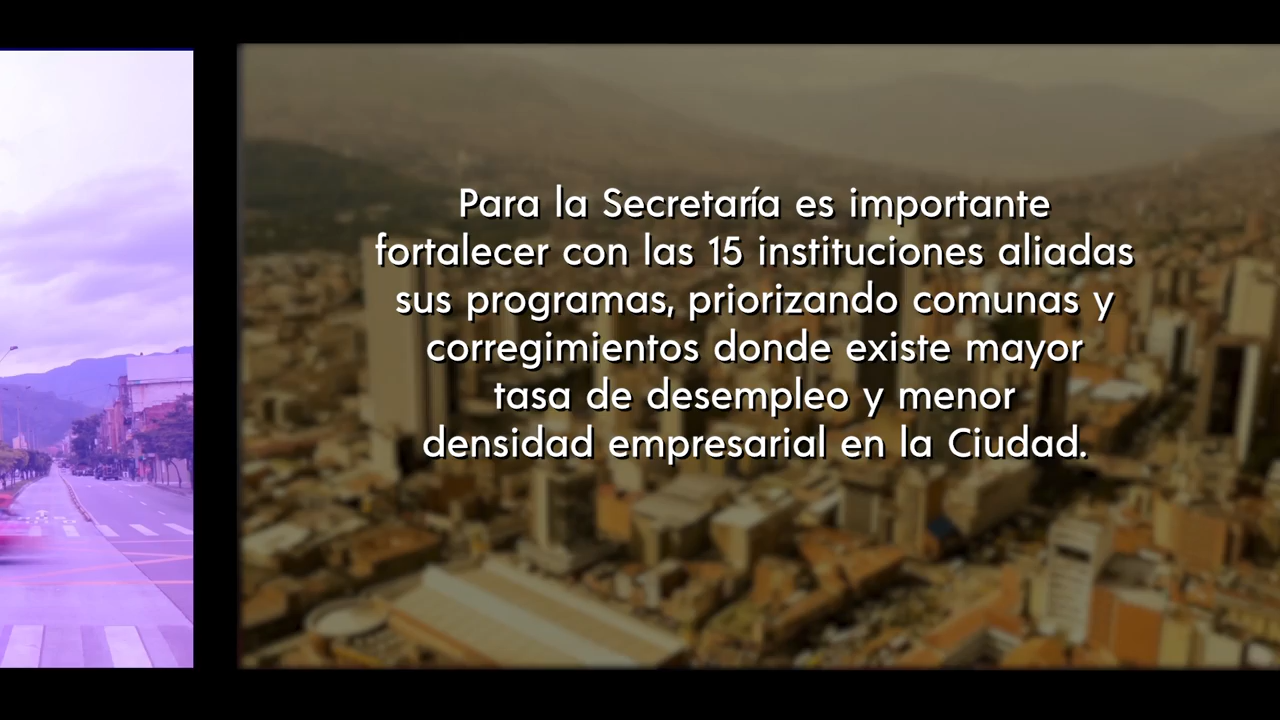 Para la Secretaría es importante
fortalecer con las 15 instituciones aliadas
sus programas, priorizando comunas y
corregimientos donde existe mayor
tasa de desempleo y menor
densidad empresarial en la Ciudad.